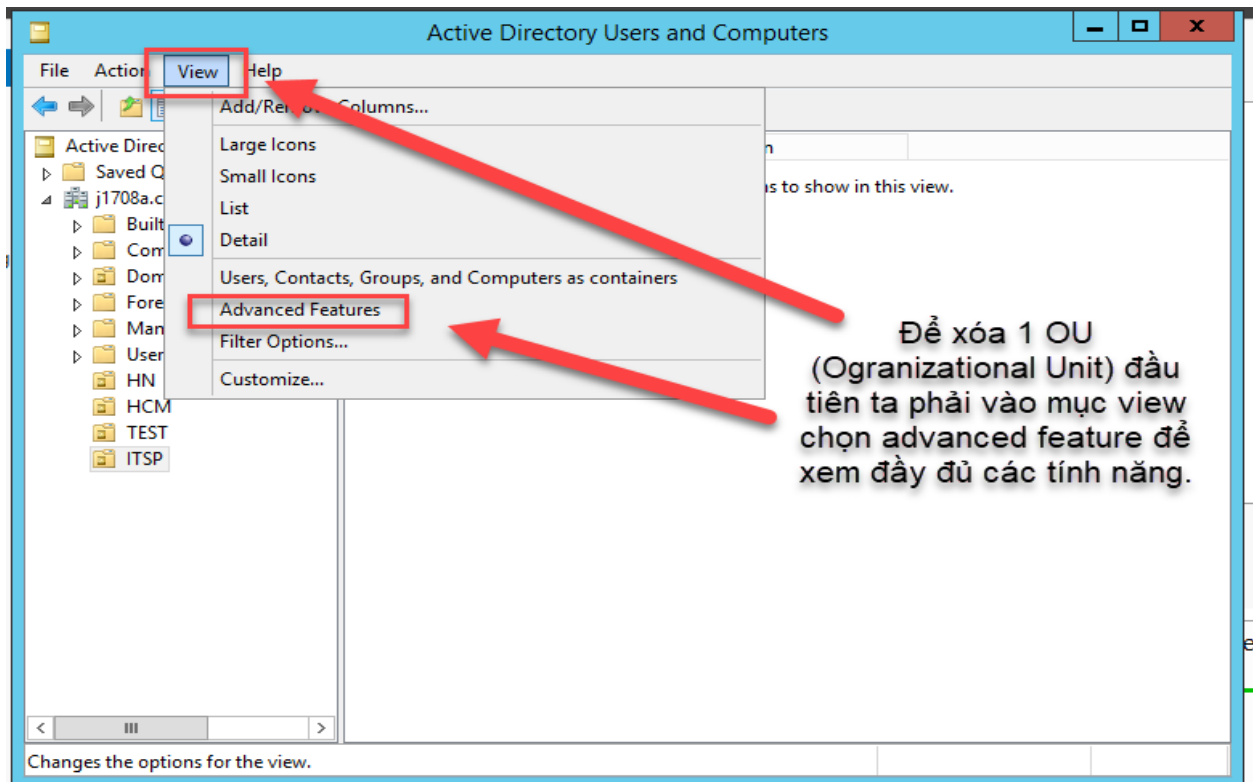 Active Directory Users and Computers
File Action View Help
Add/Remove Columns...
Active Direc
Large Icons
n
Saved Q
Small Icons
ns to show in this view.
j1708a.c
List
Built
Detail
Com
Dom
Users, Contacts, Groups, and Computers as containers
Fore
Advanced Features
Man
Filter Options...
User
Customize...
HN
HCM
TEST
ITSP
Để xóa 1 OU
(Ogranizational Unit) đầu
tiên ta phải vào mục view
chọn advanced feature để
xem đầy đủ các tính năng.
Changes the options for the view.